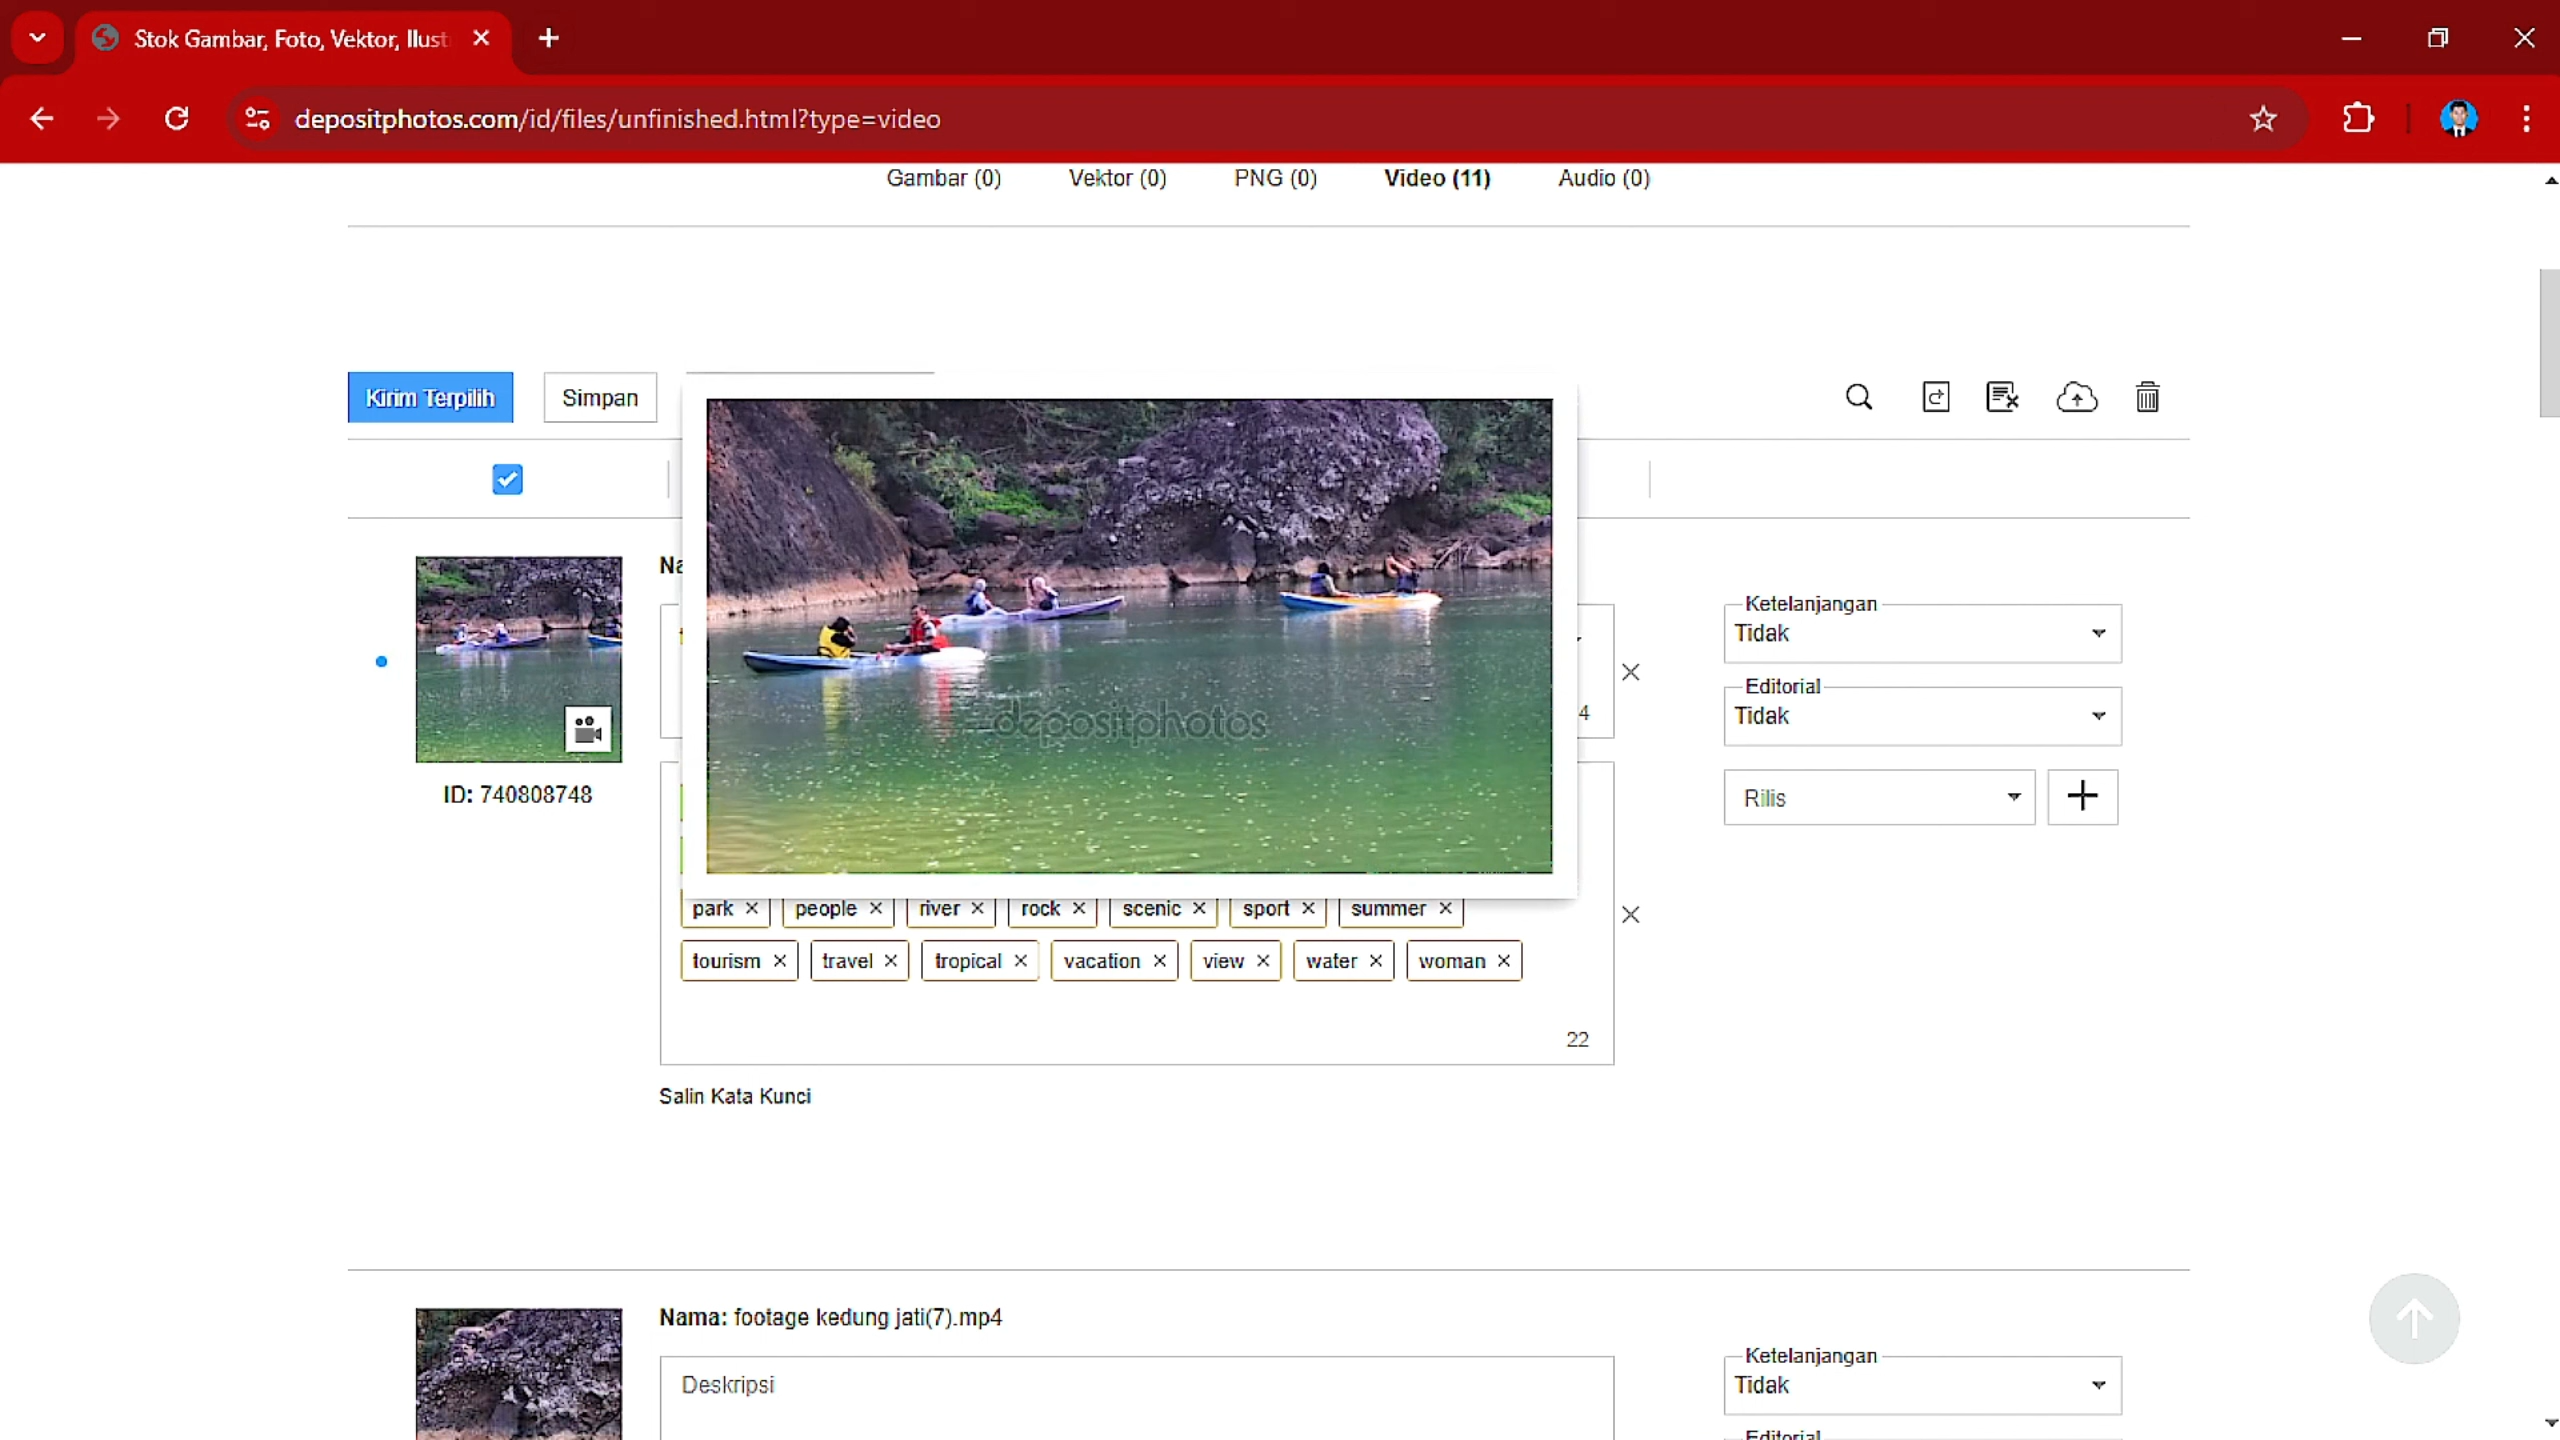 Stok Gambar, Foto, Vektor, Ilust
depositphotos.com/id/files/unfinished.html?type=video
Gambar (0) Vektor (0) PNG (0) Video (11) Audio (0)
Kirim Terpilih Simpan
Na
Ketelanjangan
Tidak
Editorial
Tidak
4
depositphotos
Rilis
ID: 740808748
park people river rock scenic sport summer
tourism travel tropical vacation view water woman
22
Salin Kata Kunci
Nama: footage kedung jati(7).mp4
Ketelanjangan
Deskripsi Tidak
Editorial